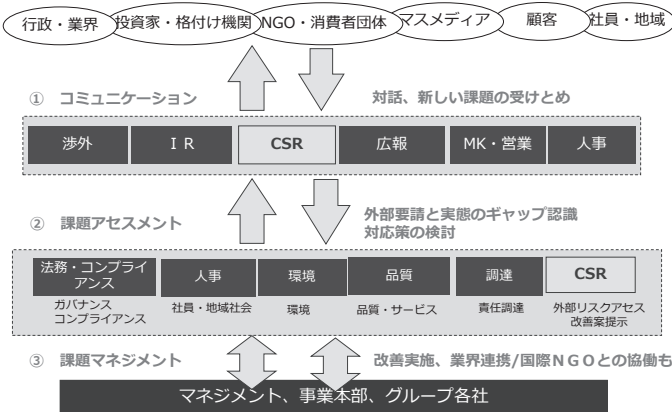 行政・業界 投資家・格付け機関 NGO・消費者団体 マスメディア 顧客 社員・地域
① コミュニケーション 対話、新しい課題の受けとめ
渉外 ＩＲ CSR 広報 MK・営業 人事
② 課題アセスメント 外部要請と実態のギャップ認識
対応策の検討
法務・コンプライ
アンス
人事 環境 品質 調達 CSR
ガバナンス
コンプライアンス
社員・地域社会 環境 品質・サービス 責任調達 外部リスクアセス
改善案提示
③ 課題マネジメント 改善実施、業界連携/国際ＮＧＯとの協働も
マネジメント、事業本部、グループ各社